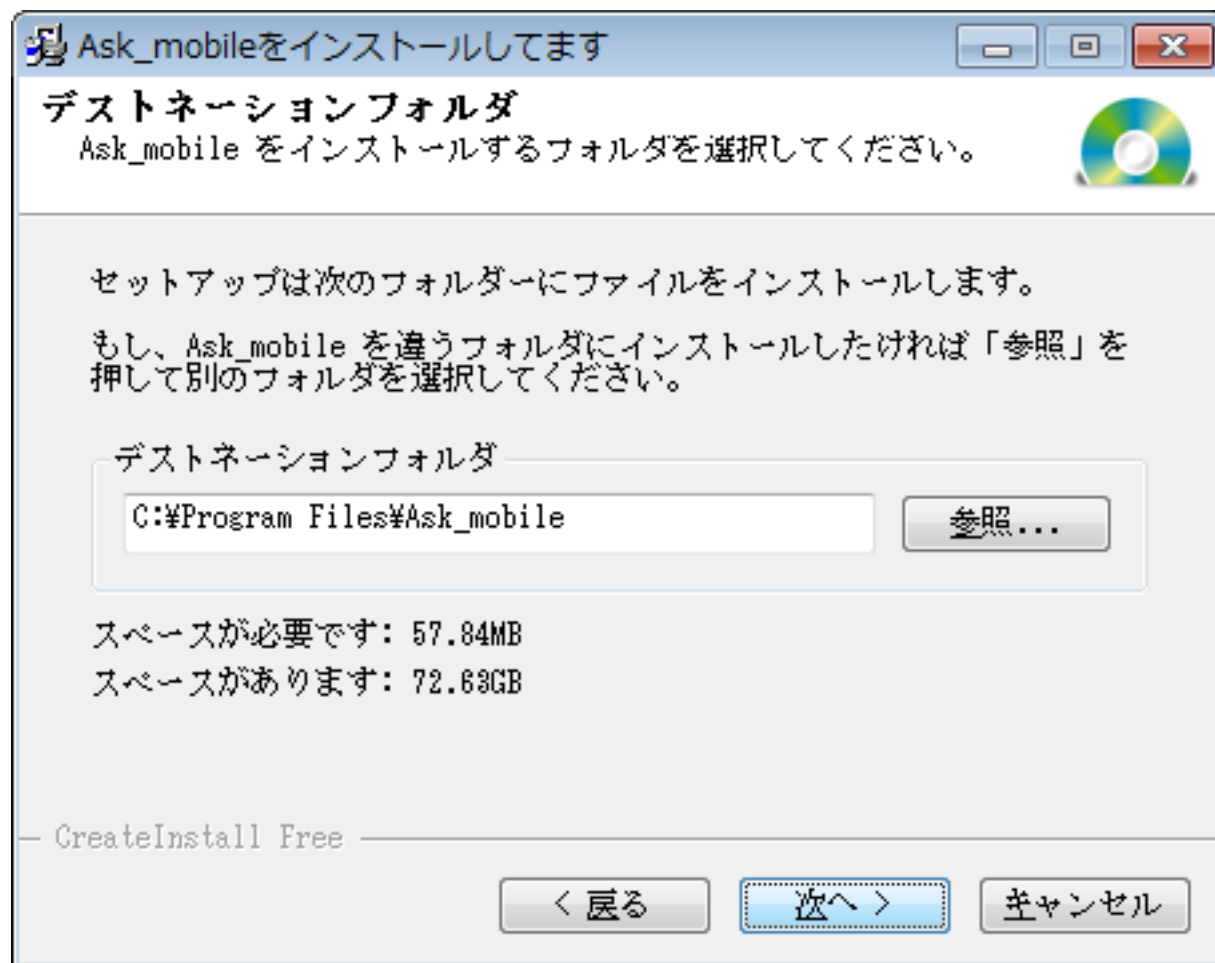 Ask_mobileをインストールしてます
デストネーションフォルダ
Ask_mobile をインストールするフォルダを選択してください。
セットアップは次のフォルダーにファイルをインストールします。
もし、Ask_mobile を違うフォルダにインストールしたければ「参照」を
押して別のフォルダを選択してください。
デストネーションフォルダ
C:¥Program Files¥Ask_mobile
参照...
スペースが必要です: 57.84MB
スペースがあります: 72.63GB
CreateInstall Free
< 戻る
次へ >
キャンセル